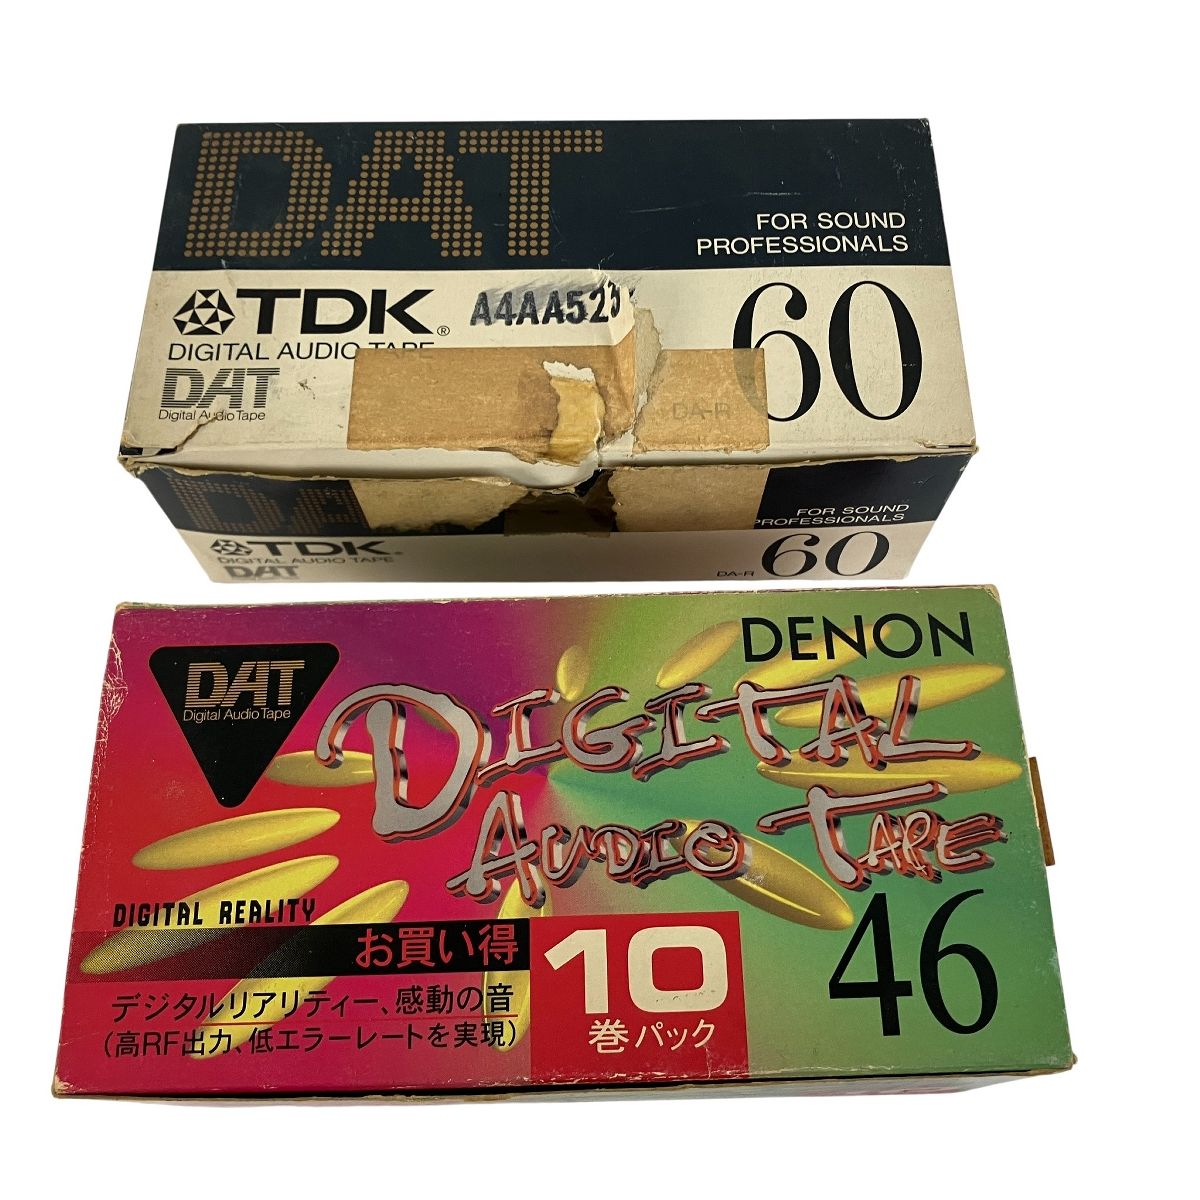 DAT
FOR SOUND
PROFESSIONALS
TDK®
A4AA52
60
DIGITAL AUDIO TAPE
DAT
Digital Audio Tape
DA-R
DA
FOR SOUND
PROFESSIONALS
TDK®
DIGITAL AUDIO TAPE
DAT
DA-R
60
DENON
DAT
Digital Audio Tape
DIGITAL
AUDIO TAPE
46
DIGITAL REALITY
お買い得
10
巻パック
デジタルリアリティー、感動の音
(高RF出力、低エラーレートを実現)